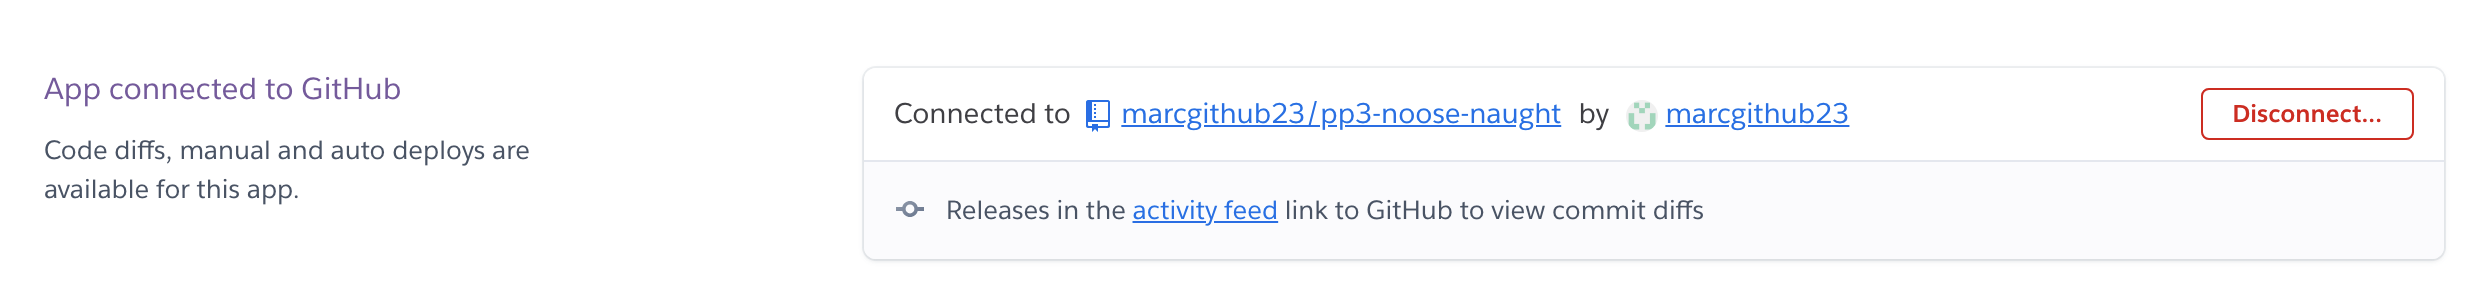 App connected to GitHub
Code diffs, manual and auto deploys are
available for this app.
Connected to marcgithub23/pp3-noose-naught by marcgithub23
Disconnect...
Releases in the activity feed link to GitHub to view commit diffs